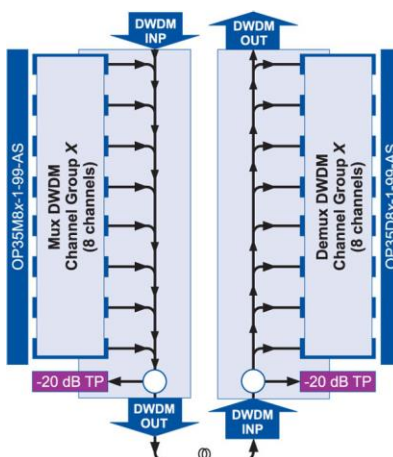 DWDM
INP
DWDM
OUT
OP35M8x-1-99-AS
Mux DWDM
Channel Group X
(8 channels)
Demux DWDM
Channel Group X
(8 channels)
OP35D8x-1-99-AS
-20 dB TP
-20 dB TP
DWDM
OUT
DWDM
INP